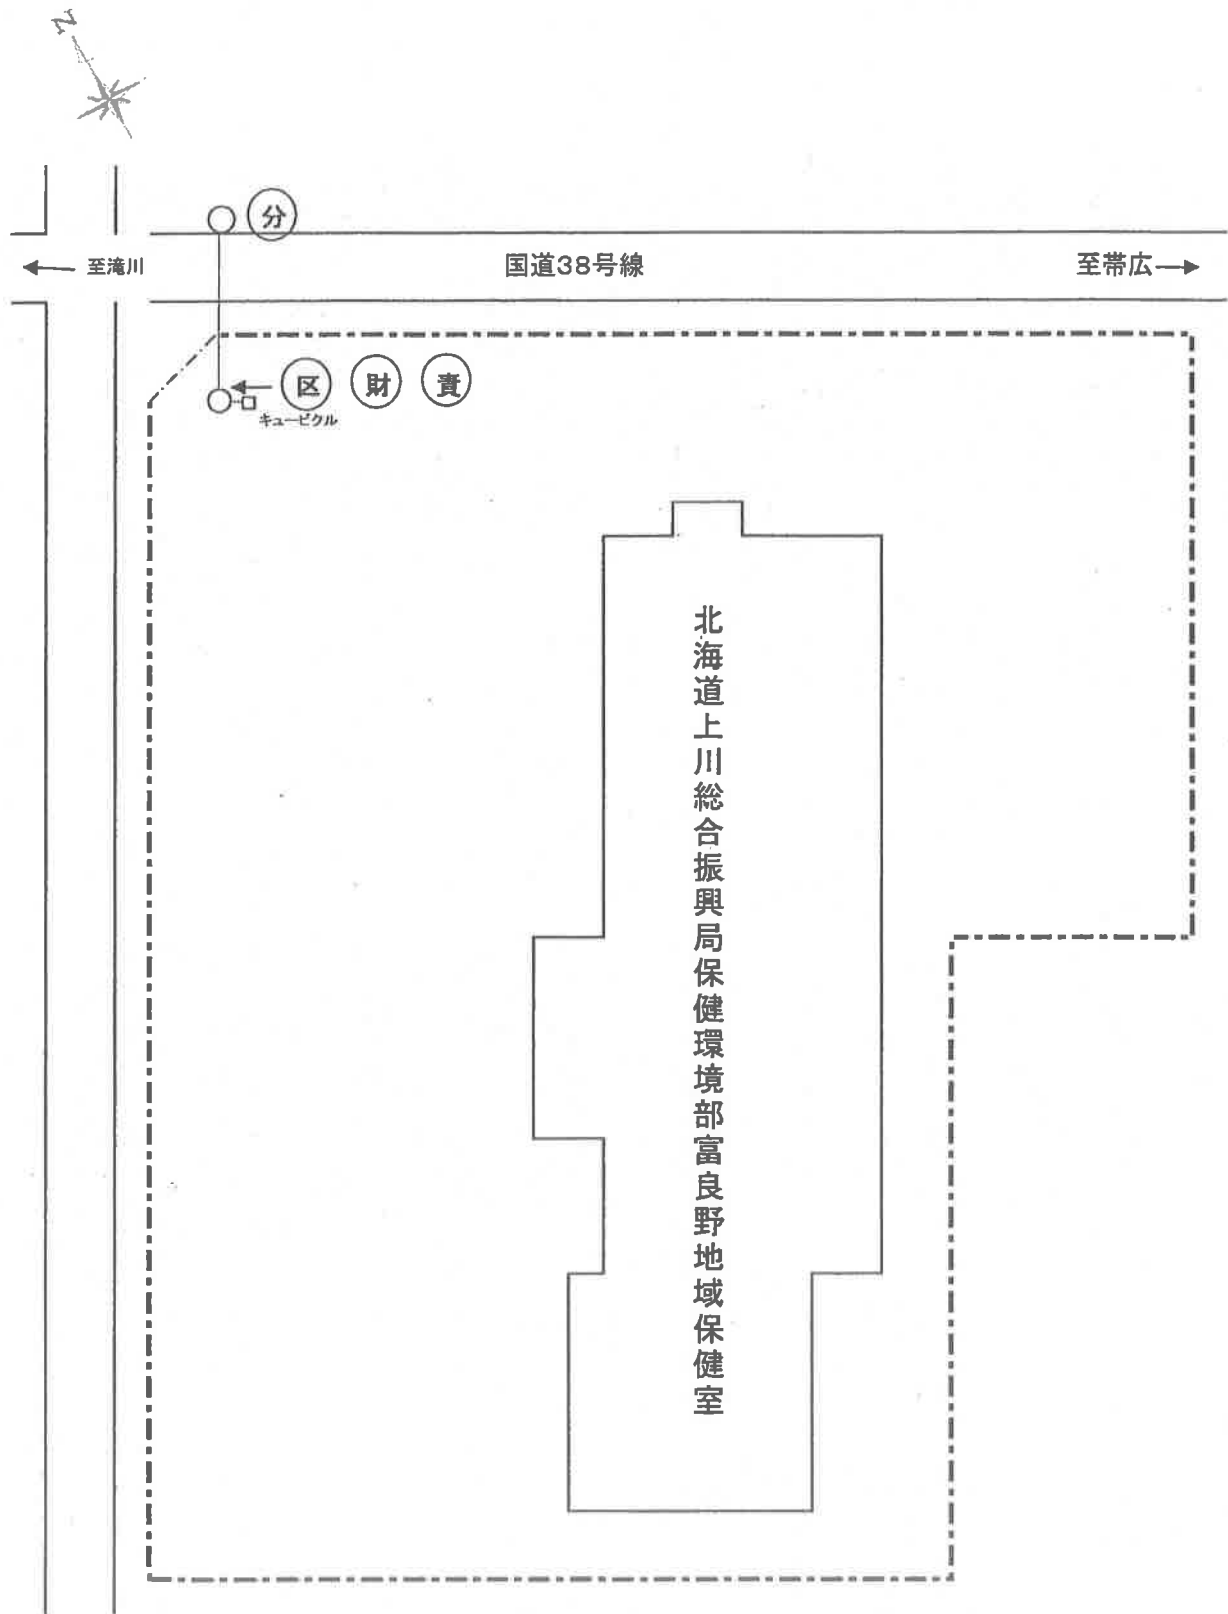 N
分
至滝川
国道38号線
至帯広
区 財 責
キュービクル
北海道上川総合振興局保健環境部富良野地域保健室